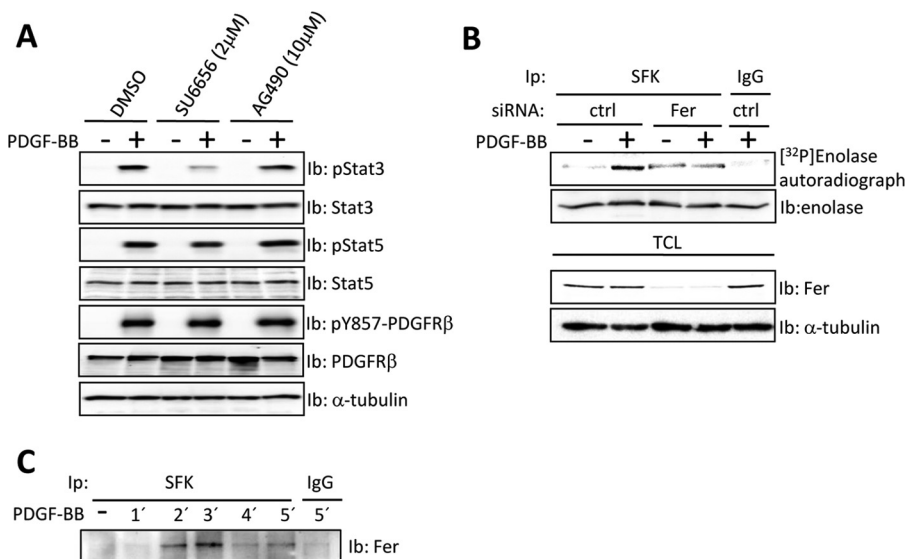 A
DMSO
SU6656 (2μM)
AG490 (10μM)
PDGF-BB - + - + - +
Ib: pStat3
Ib: Stat3
Ib: pStat5
Ib: Stat5
Ib: pY857-PDGFRβ
Ib: PDGFRβ
Ib: α-tubulin
B
Ip: SFK IgG
siRNA: ctrl Fer ctrl
PDGF-BB - + - + +
[³²P]Enolase
autoradiograph
Ib:enolase
TCL
Ib: Fer
Ib: α-tubulin
C
Ip: SFK IgG
PDGF-BB - 1´ 2´ 3´ 4´ 5´ 5´
Ib: Fer